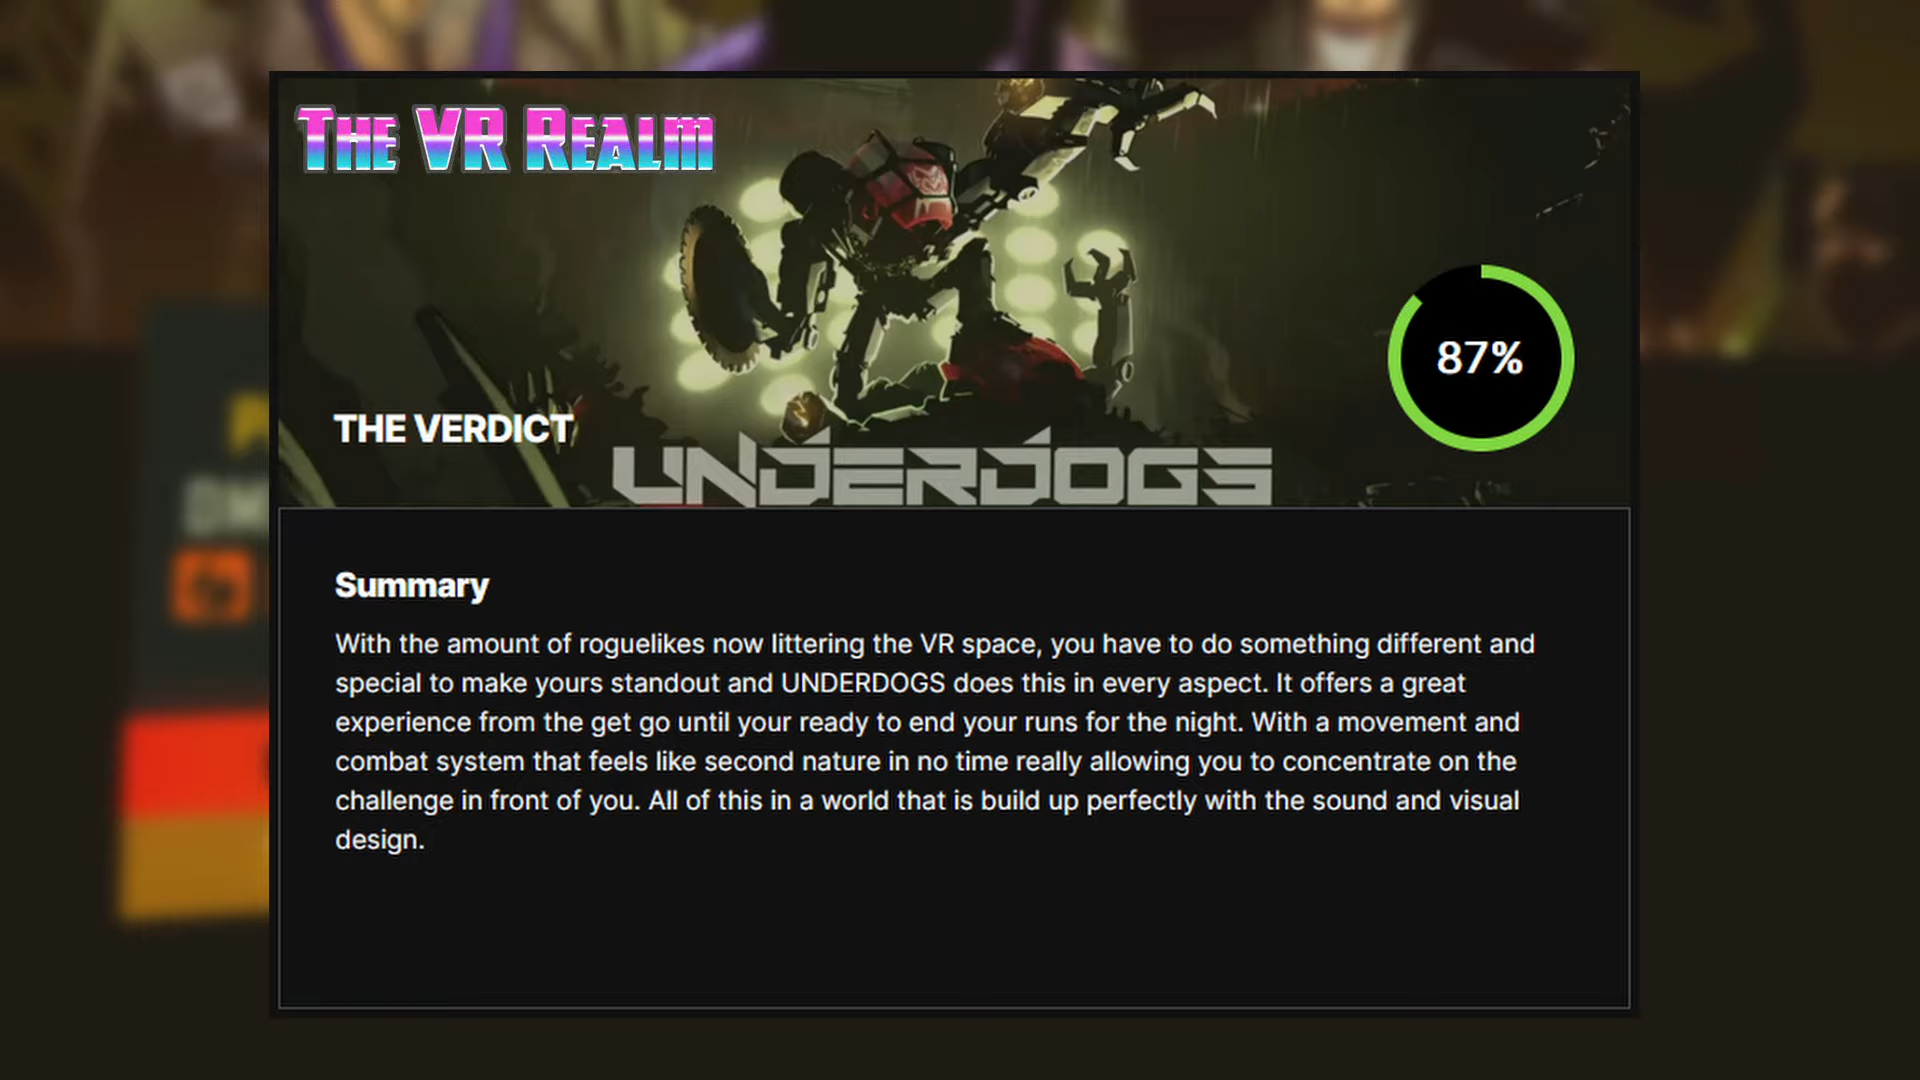 The VR Realm
87%
THE VERDICT
UNDERDOGS
Summary
With the amount of roguelikes now littering the VR space, you have to do something different and
special to make yours standout and UNDERDOGS does this in every aspect. It offers a great
experience from the get go until your ready to end your runs for the night. With a movement and
combat system that feels like second nature in no time really allowing you to concentrate on the
challenge in front of you. All of this in a world that is build up perfectly with the sound and visual
design.